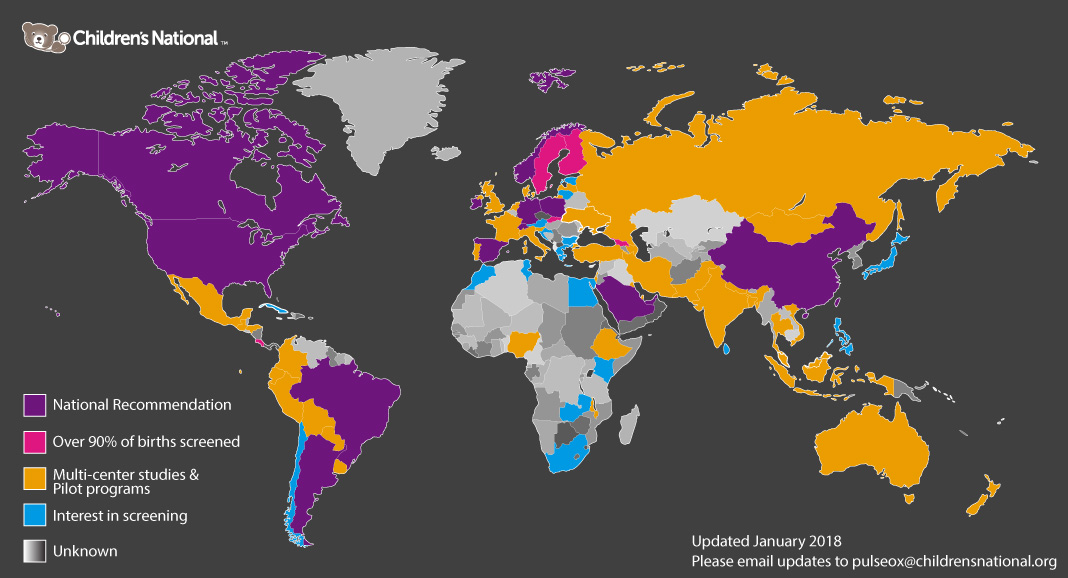 Children's National ™
National Recommendation
Over 90% of births screened
Multi-center studies &
Pilot programs
Interest in screening
Unknown
Updated January 2018
Please email updates to pulseox@childrensnational.org